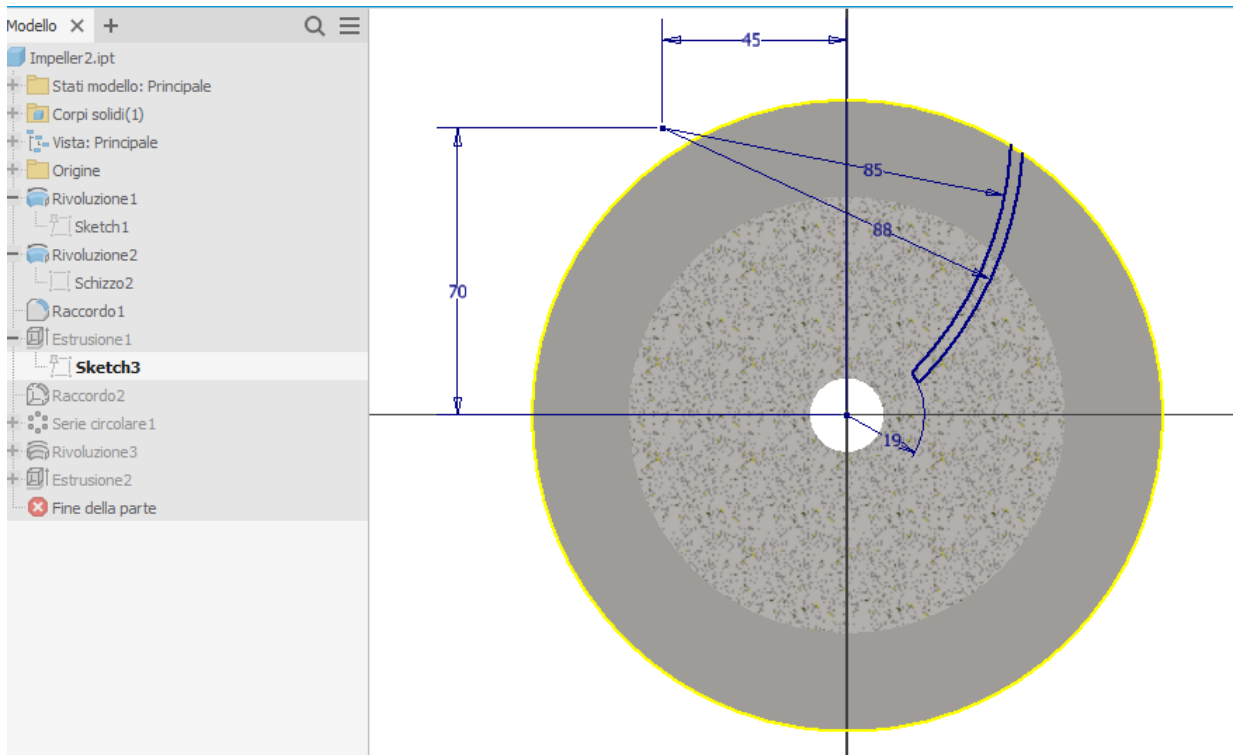 Modello
Impeller2.ipt
Stati modello: Principale
Corpi solidi(1)
Vista: Principale
Origine
Rivoluzione1
Sketch1
Rivoluzione2
Schizzo2
Raccordo1
Estrusione1
Sketch3
Raccordo2
Serie circolare1
Rivoluzione3
Estrusione2
Fine della parte
45
85
88
70
19